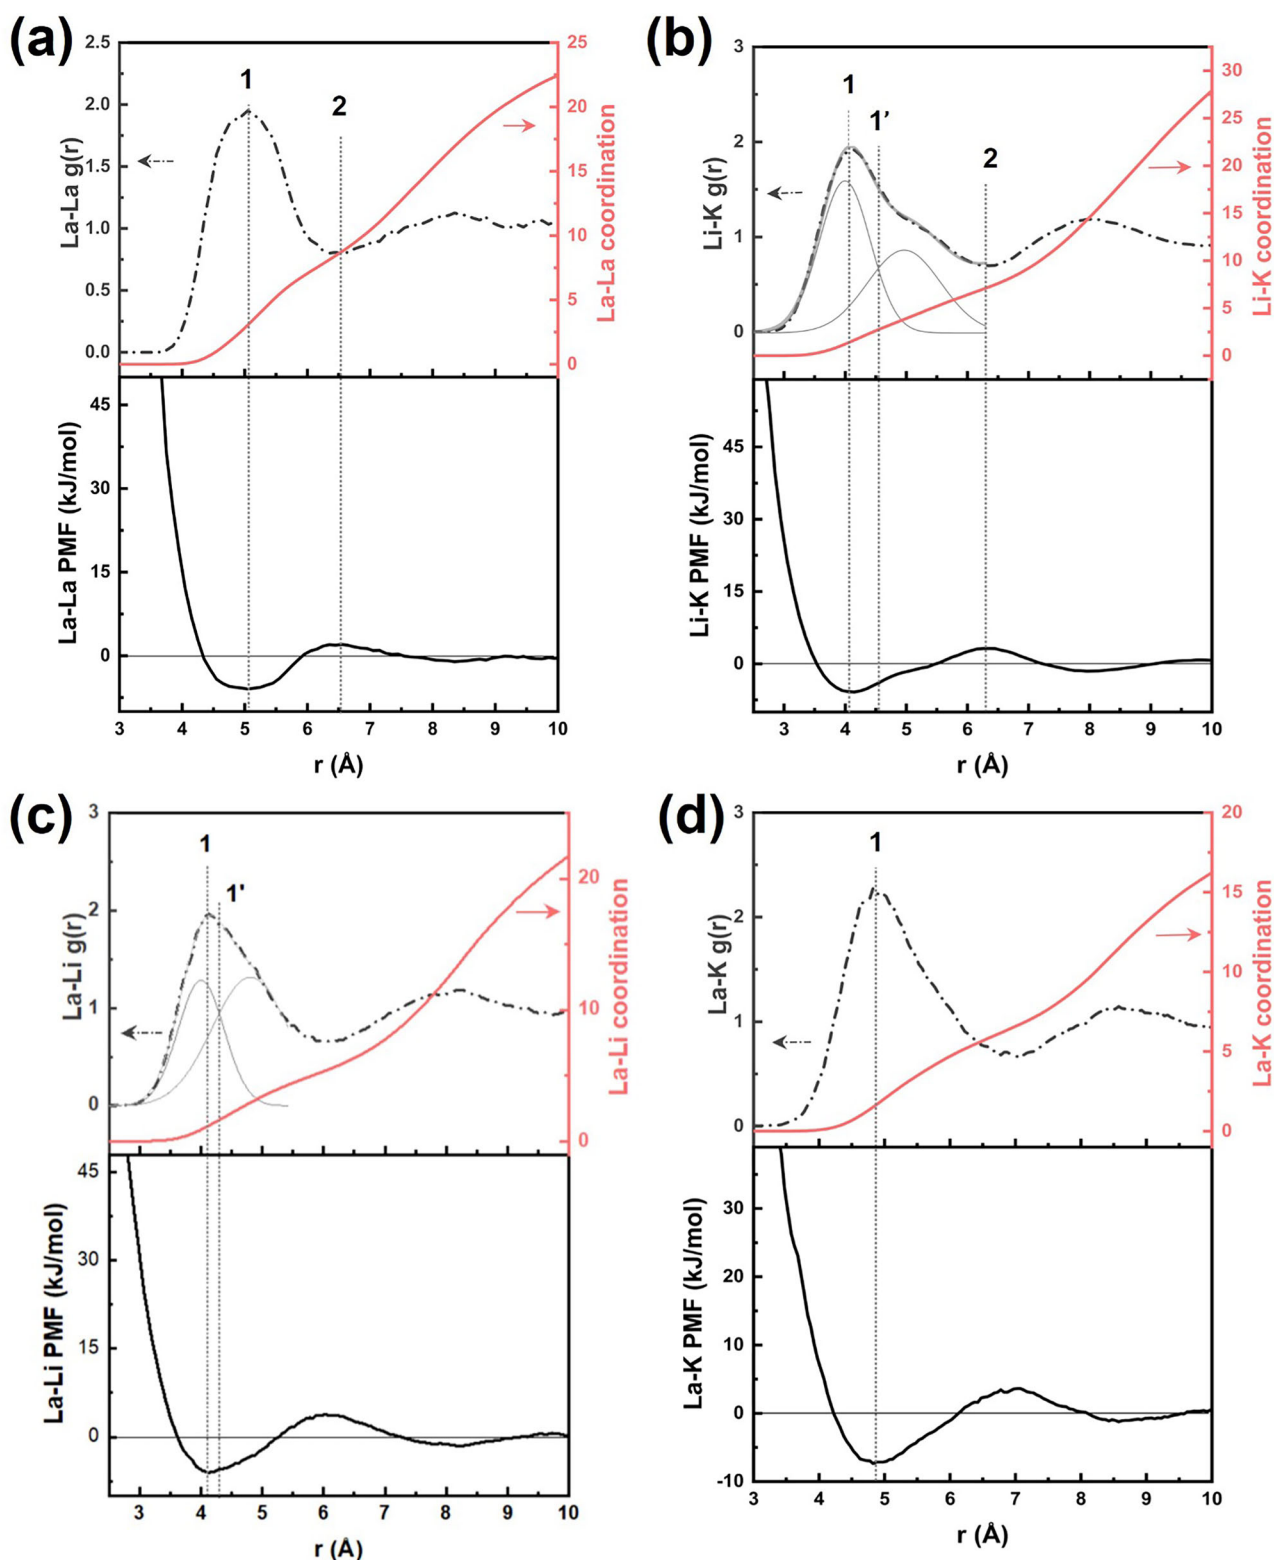 (a)
2.5
2.0
1.5
1.0
0.5
0.0
La-La g(r)
1
2
25
20
15
10
5
0
La-La coordination
45
30
15
0
La-La PMF (kJ/mol)
3 4 5 6 7 8 9 10
r (Å)
(b)
3
2
1
0
Li-K g(r)
1
1’
2
30
25
20
15
10
5
0
Li-K coordination
45
30
15
0
Li-K PMF (kJ/mol)
3 4 5 6 7 8 9 10
r (Å)
(c)
3
2
1
0
La-Li g(r)
1
1'
20
10
0
La-Li coordination
45
30
15
0
La-Li PMF (kJ/mol)
3 4 5 6 7 8 9 10
r (Å)
(d)
3
2
1
0
La-K g(r)
1
20
15
10
5
0
La-K coordination
30
20
10
0
-10
La-K PMF (kJ/mol)
3 4 5 6 7 8 9 10
r (Å)